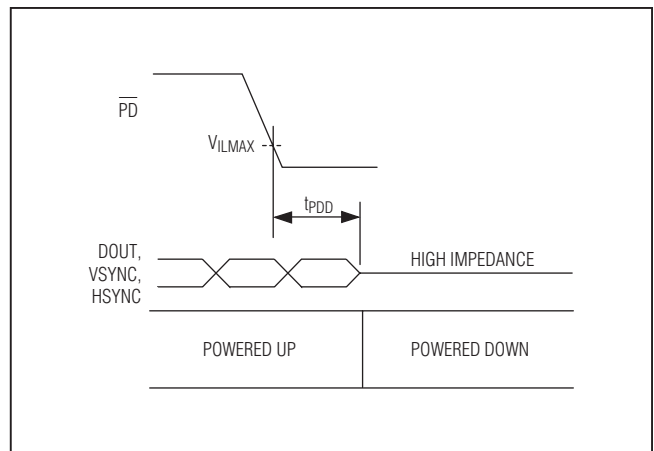 PD
VILMAX
tPDD
DOUT,
VSYNC,
HSYNC
HIGH IMPEDANCE
POWERED UP
POWERED DOWN